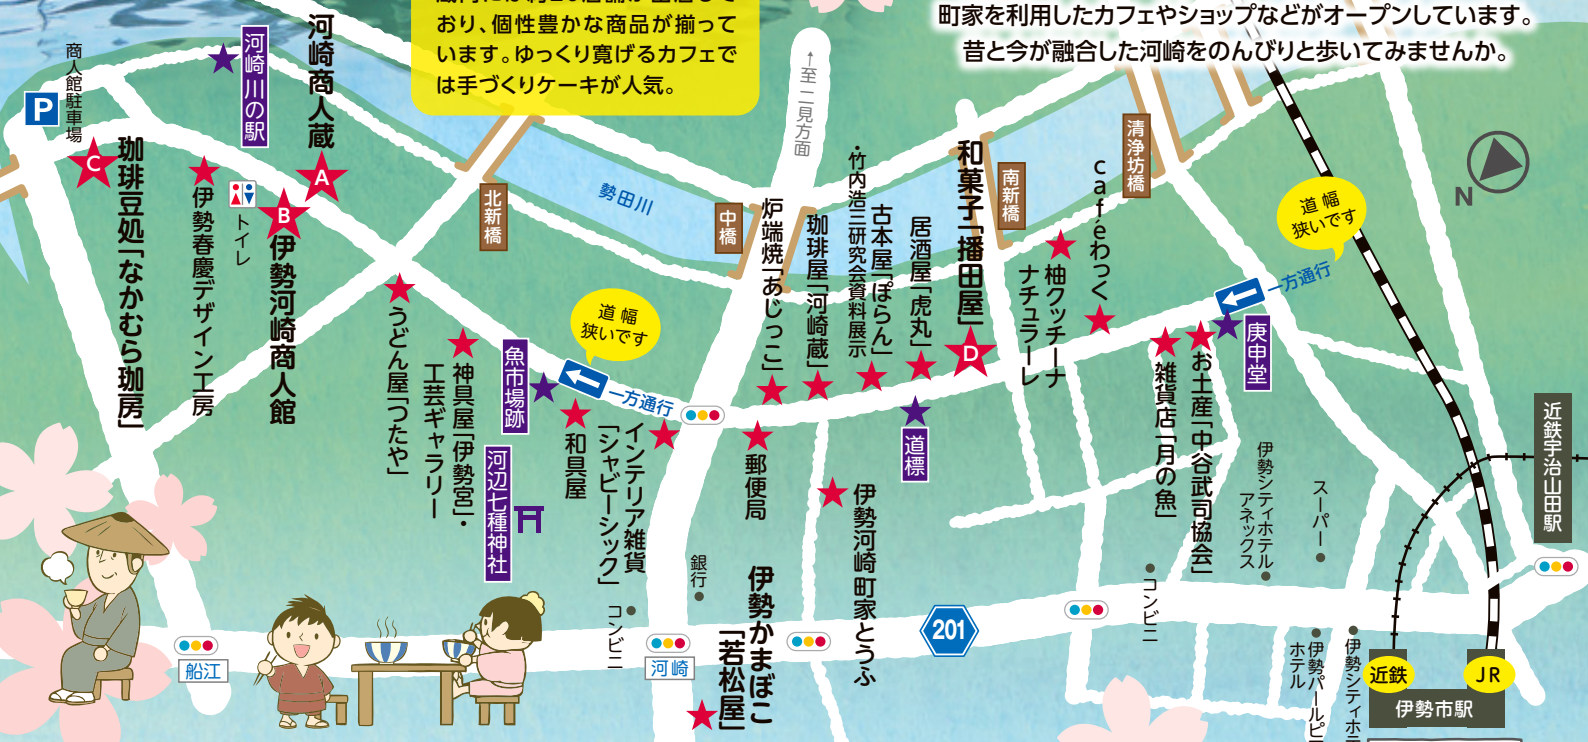 おり、個性豊かな商品が揃って
います。ゆっくり寛げるカフェで
は手づくりケーキが人気。
町家を利用したカフェやショップなどがオープンしています。
昔と今が融合した河崎をのんびりと歩いてみませんか。
商人館駐車場
P
河崎川の駅
河崎商人蔵
C
珈琲豆処「なかむら珈房」
伊勢春慶デザイン工房
トイレ
A
B
伊勢河崎商人館
北新橋
勢田川
中橋
↑至 二見方面
炉端焼「あじっこ」
珈琲屋「河崎蔵」
・竹内浩三研究会資料展示
古本屋「ぽらん」
居酒屋「虎丸」
和菓子「播田屋」
D
南新橋
清浄坊橋
caféわっく
柚クッチーナ
ナチュラーレ
N
道幅
狭いです
一方通行
庚申堂
お土産「中谷武司協会」
雑貨店「月の魚」
うどん屋「つたや」
神具屋「伊勢宮」・
工芸ギャラリー
魚市場跡
道幅
狭いです
一方通行
河辺七種神社
和具屋
インテリア雑貨
「シャビーシック」
郵便局
道標
伊勢河崎町家とうふ
伊勢シティホテル
アネックス
スーパー
近鉄宇治山田駅
コンビニ
銀行
コンビニ
伊勢かまぼこ
「若松屋」
船江
河崎
201
伊勢パールピ
ホテル
伊勢シティホテ
近鉄
JR
伊勢市駅